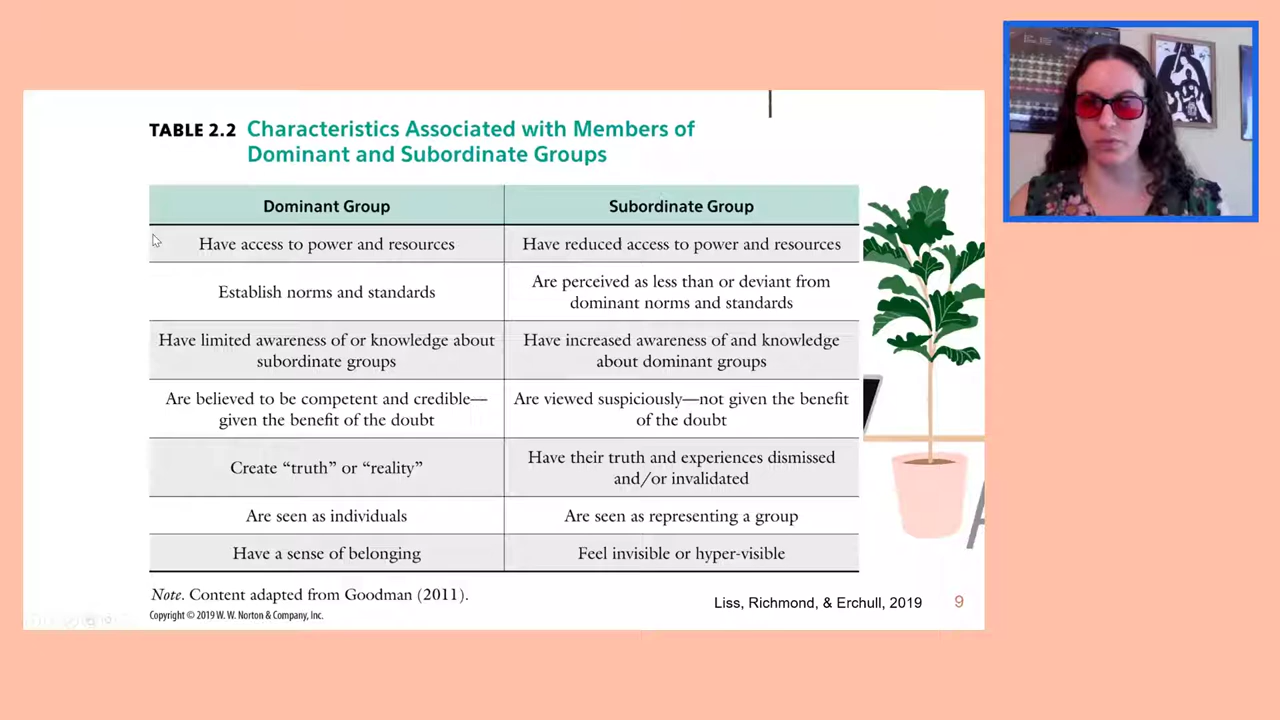 TABLE 2.2 Characteristics Associated with Members of
Dominant and Subordinate Groups
Dominant Group
Subordinate Group
Have access to power and resources
Have reduced access to power and resources
Establish norms and standards
Are perceived as less than or deviant from
dominant norms and standards
Have limited awareness of or knowledge about
subordinate groups
Have increased awareness of and knowledge
about dominant groups
Are believed to be competent and credible—
given the benefit of the doubt
Are viewed suspiciously—not given the benefit
of the doubt
Create “truth” or “reality”
Have their truth and experiences dismissed
and/or invalidated
Are seen as individuals
Are seen as representing a group
Have a sense of belonging
Feel invisible or hyper-visible
Note. Content adapted from Goodman (2011).
Copyright © 2019 W. W. Norton & Company, Inc.
Liss, Richmond, & Erchull, 2019
9